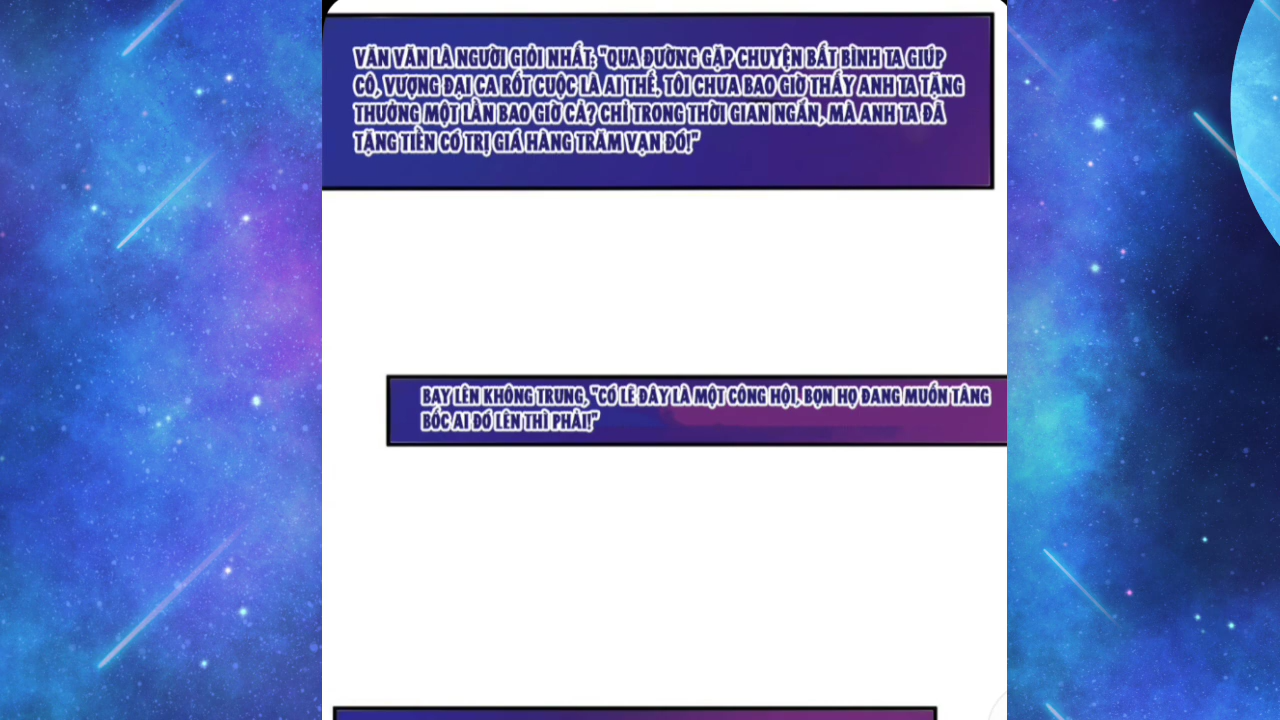 VĂN VĂN LÀ NGƯỜI GIỎI NHẤT: "QUA ĐƯỜNG GẶP CHUYỆN BẤT BÌNH TA GIÚP
CÔ, VƯỢNG ĐẠI CA RỐT CUỘC LÀ AI THẾ, TÔI CHƯA BAO GIỜ THẤY ANH TA TẶNG
THƯỞNG MỘT LẦN BAO GIỜ CẢ? CHỈ TRONG THỜI GIAN NGẮN, MÀ ANH TA ĐÃ
TẶNG TIỀN CÓ TRỊ GIÁ HÀNG TRĂM VẠN ĐÓ!"
BAY LÊN KHÔNG TRUNG, "CÓ LẼ ĐÂY LÀ MỘT CÔNG HỘI, BỌN HỌ ĐANG MUỐN TÂNG
BỐC AI ĐÓ LÊN THÌ PHẢI!"